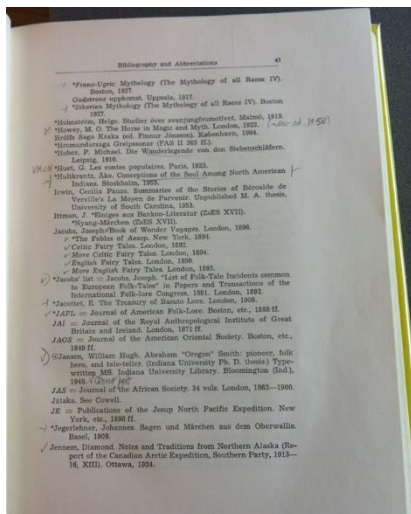 Bibliography and Abbreviations 41
*Finno-Ugric Mythology (The Mythology of all Races IV).
Boston, 1927.
Gudatrons uppkomst. Uppsala, 1917.
*Siberian Mythology (The Mythology of all Races IV). Boston
1927.
*Holmström, Helge. Studier över svanjungfrumotivet. Malmö, 1919.
*Howey, M. O. The Horse in Magic and Myth. London, 1923.
Hrólfs Saga Kraka (ed. Finnur Jónsson). København, 1904.
*Hrómundarsaga Greipssonar (FAS II 363 ff.).
*Huber, P. Michael. Die Wanderlegende von den Siebenschläfern.
Leipzig, 1910.
*Huet, G. Les contes populaires. Paris, 1923.
*Hultkrantz, Åke. Conceptions of the Soul Among North American
Indians. Stockholm, 1953.
Irwin, Cecilia Pauze. Summaries of the Stories of Béroalde de
Verville's La Moyen de Parvenir. Unpublished M. A. thesis,
University of South Carolina, 1953.
Ittman, J. *Einiges aus Banken-Literatur (ZsES XVII).
*Nyang-Märchen (ZsES XVII).
Jacobs, Joseph. Book of Wonder Voyages. London, 1896.
*The Fables of Aesop. New York, 1894.
Celtic Fairy Tales. London, 1892.
More Celtic Fairy Tales. London, 1894.
English Fairy Tales. London, 1898.
More English Fairy Tales. London, 1895.
*Jacobs' list = Jacobs, Joseph. "List of Folk-Tale Incidents common
to European Folk-Tales" in Papers and Transactions of the
International Folk-lore Congress, 1891. London, 1892.
*Jacottet, E. The Treasury of Basuto Lore. London, 1908.
*JAFL = Journal of American Folk-Lore. Boston, etc., 1888 ff.
JAI = Journal of the Royal Anthropological Institute of Great
Britain and Ireland. London, 1871 ff.
JAOS = Journal of the American Oriental Society. Boston, etc.,
1849 ff.
Jansen, William Hugh. Abraham "Oregon" Smith: pioneer, folk
hero, and tale-teller. (Indiana University Ph. D. thesis) Type-
written MS. Indiana University Library. Bloomington (Ind.),
1949.
JAS = Journal of the African Society. 34 vols. London, 1863—1960.
Jātaka. See Cowell.
JE = Publications of the Jesup North Pacific Expedition. New
York, etc., 1898 ff.
*Jegerlehner, Johannes. Sagen und Märchen aus dem Oberwallis.
Basel, 1909.
Jenness, Diamond. Notes and Traditions from Northern Alaska (Re-
port of the Canadian Arctic Expedition, Southern Party, 1913—
16, XIII). Ottawa, 1924.